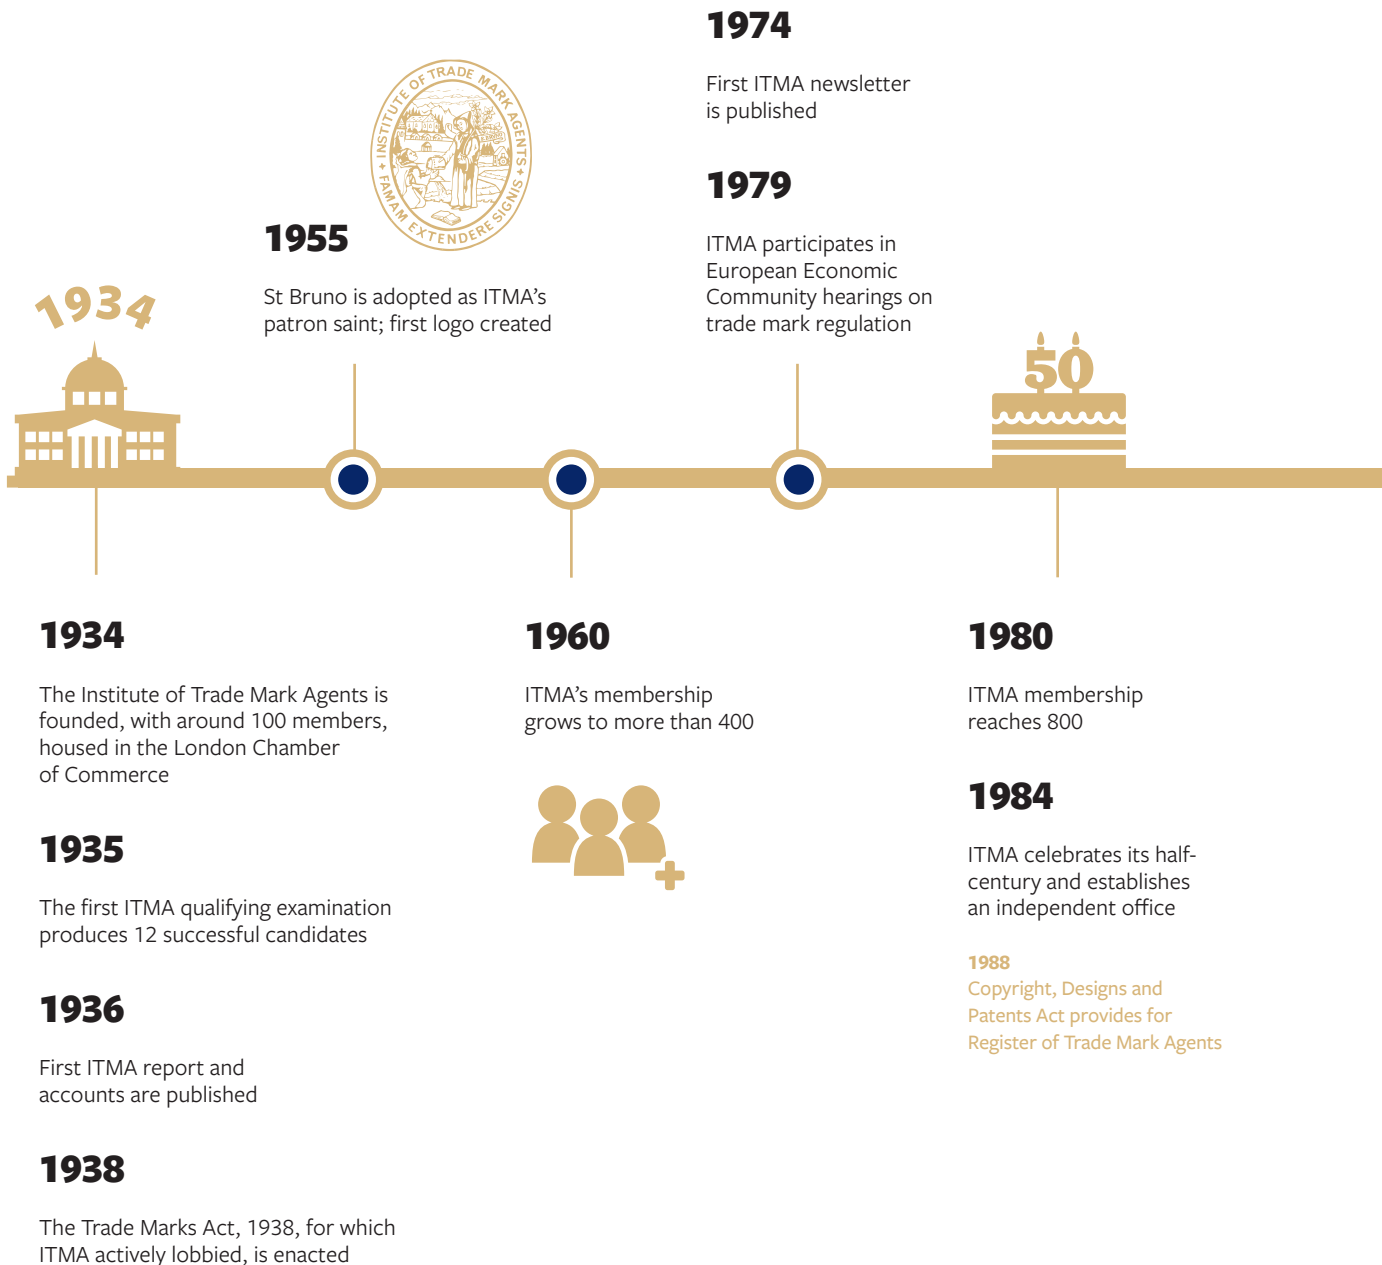 1934
1934
The Institute of Trade Mark Agents is
founded, with around 100 members,
housed in the London Chamber
of Commerce
1935
The first ITMA qualifying examination
produces 12 successful candidates
1936
First ITMA report and
accounts are published
1938
The Trade Marks Act, 1938, for which
ITMA actively lobbied, is enacted
INSTITUTE OF TRADE MARK AGENTS
FAMAM EXTENDERE SIGNIS
1955
St Bruno is adopted as ITMA’s
patron saint; first logo created
1960
ITMA’s membership
grows to more than 400
1974
First ITMA newsletter
is published
1979
ITMA participates in
European Economic
Community hearings on
trade mark regulation
50
1980
ITMA membership
reaches 800
1984
ITMA celebrates its half-
century and establishes
an independent office
1988
Copyright, Designs and
Patents Act provides for
Register of Trade Mark Agents